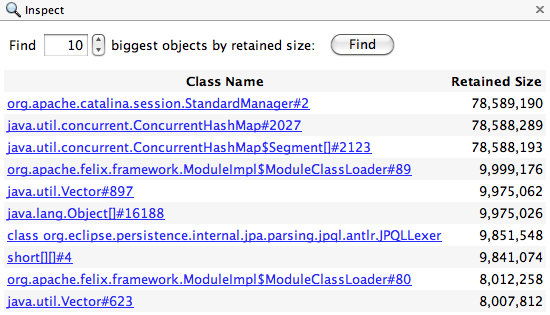 Inspect
Find 10 biggest objects by retained size: Find
Class Name Retained Size
org.apache.catalina.session.StandardManager#2 78,589,190
java.util.concurrent.ConcurrentHashMap#2027 78,588,289
java.util.concurrent.ConcurrentHashMap$Segment[]#2123 78,588,193
org.apache.felix.framework.ModuleImpl$ModuleClassLoader#89 9,999,176
java.util.Vector#897 9,975,062
java.lang.Object[]#16188 9,975,026
class org.eclipse.persistence.internal.jpa.parsing.jpql.antlr.JPQLLexer 9,851,548
short[][]#4 9,841,074
org.apache.felix.framework.ModuleImpl$ModuleClassLoader#80 8,012,258
java.util.Vector#623 8,007,812